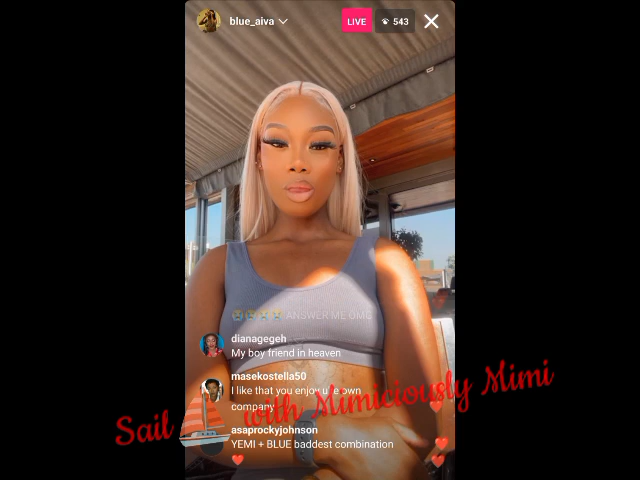 blue_aiva
LIVE
543
😭😭😭😭 ANSWER ME OMG
dianagegeh
My boy friend in heaven
masekostella50
I like that you enjoy own
company
Sail with Mimiciously Mimi
asaprockyjohnson
YEMI + BLUE baddest combination
❤️